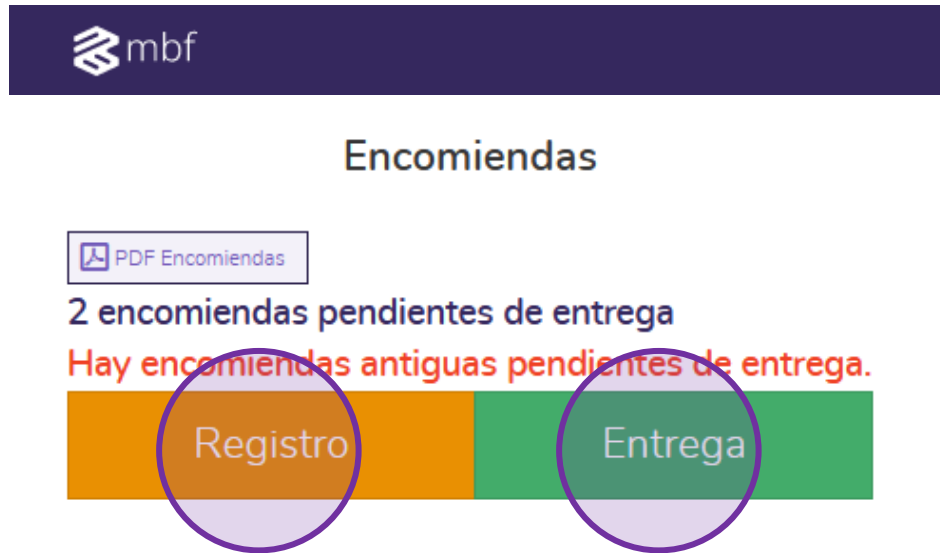 mbf
Encomiendas
PDF Encomiendas
2 encomiendas pendientes de entrega
Hay encomiendas antiguas pendientes de entrega.
Registro
Entrega